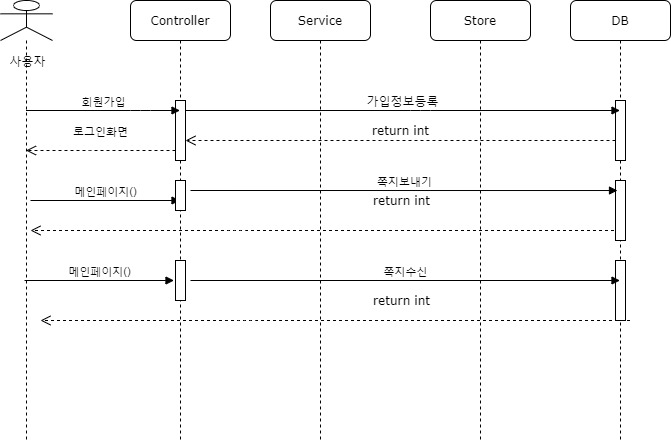 Controller
Service
Store
DB
사용자
회원가입
가입정보등록
로그인화면
return int
쪽지보내기
메인페이지()
return int
메인페이지()
쪽지수신
return int